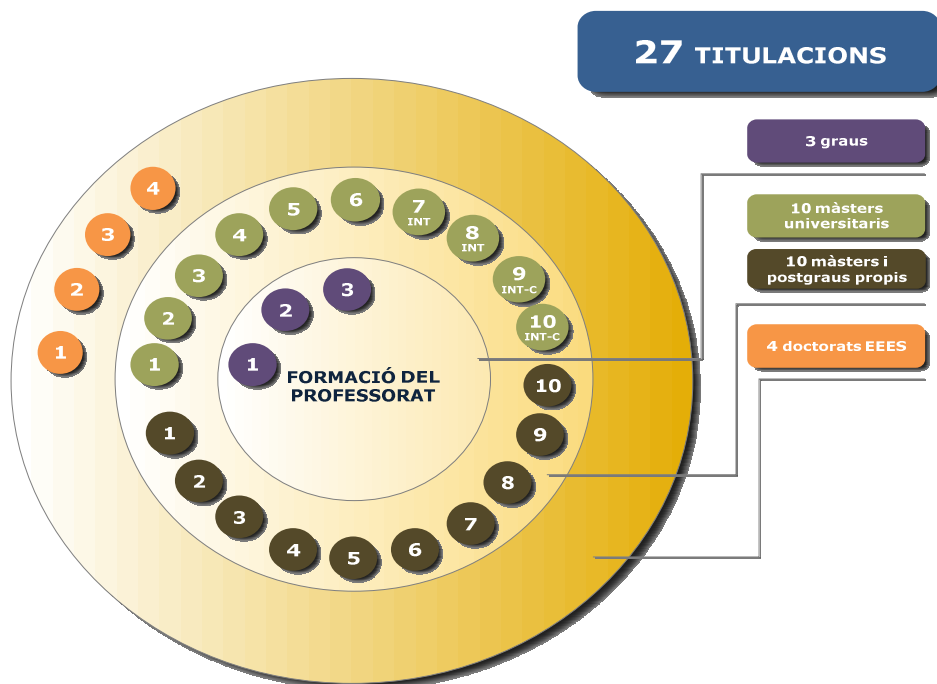 27 TITULACIONS
3 graus
10 màsters
universitaris
10 màsters i
postgraus propis
4 doctorats EEES
4
3
2
1
1
2
3
4
5
6
7
INT
8
INT
9
INT-C
10
INT-C
1
2
3
FORMACIÓ DEL
PROFESSORAT
1
2
3
4
5
6
7
8
9
10